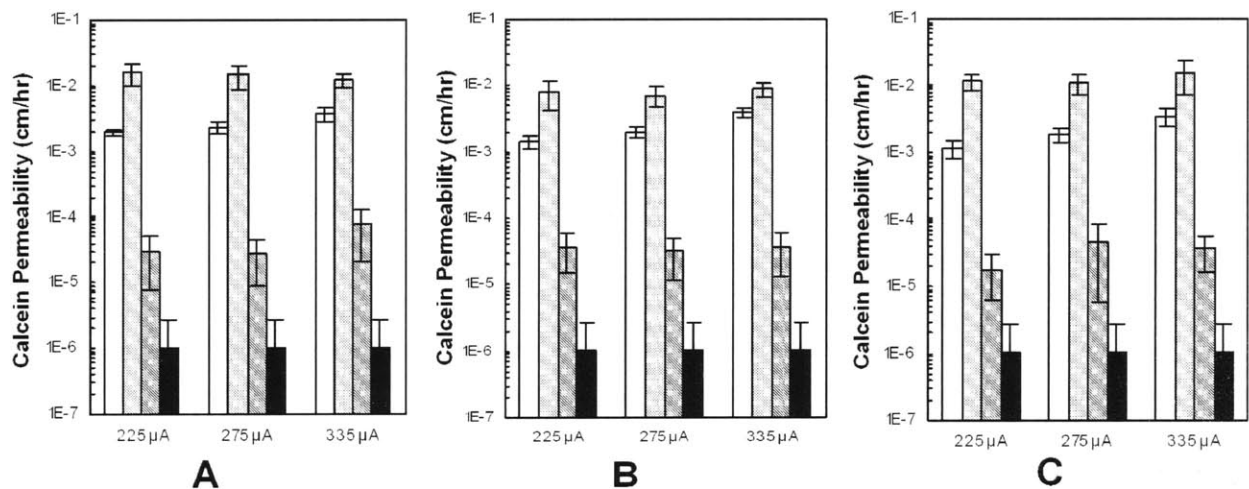 Calcein Permeability (cm/hr)
1E-1
1E-2
1E-3
1E-4
1E-5
1E-6
1E-7
225 µA
275 µA
335 µA
A
Calcein Permeability (cm/hr)
1E-1
1E-2
1E-3
1E-4
1E-5
1E-6
1E-7
225 µA
275 µA
335 µA
B
Calcein Permeability (cm/hr)
1E-1
1E-2
1E-3
1E-4
1E-5
1E-6
1E-7
225 µA
275 µA
335 µA
C